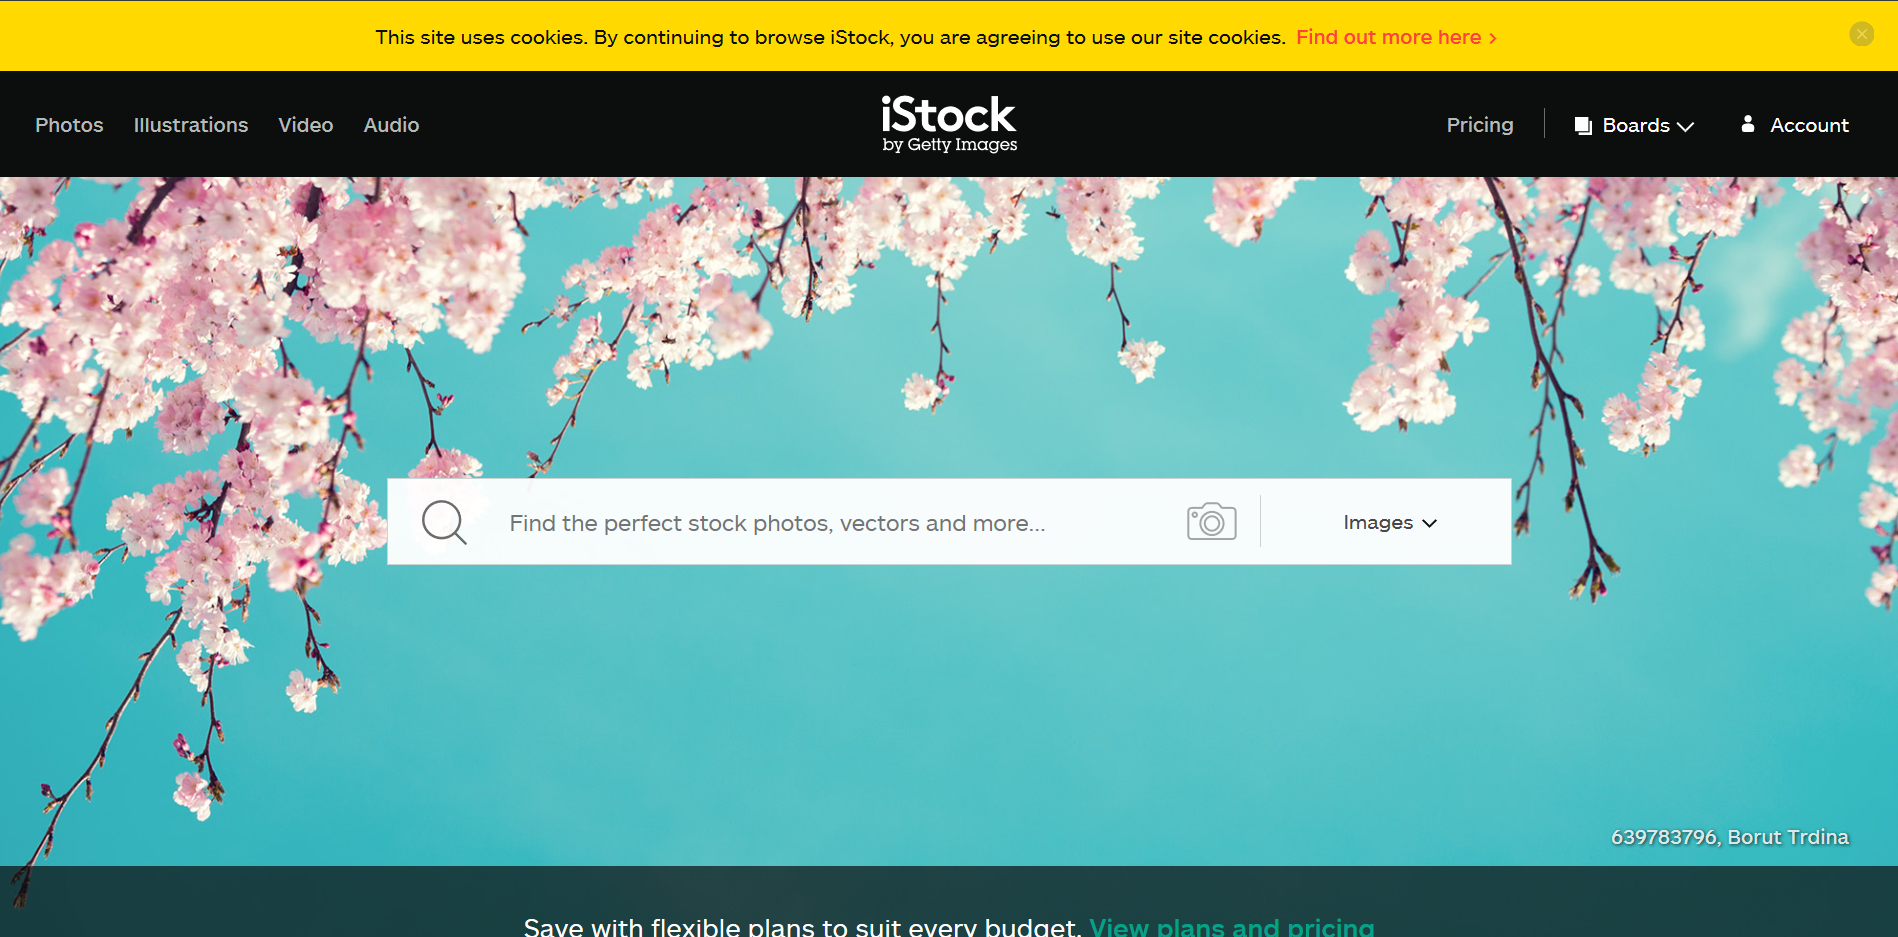 This site uses cookies. By continuing to browse iStock, you are agreeing to use our site cookies. Find out more here >
Photos Illustrations Video Audio
iStock
by Getty Images
Pricing Boards Account
Find the perfect stock photos, vectors and more...
Images
639783796, Borut Trdina
Save with flexible plans to suit every budget. View plans and pricing